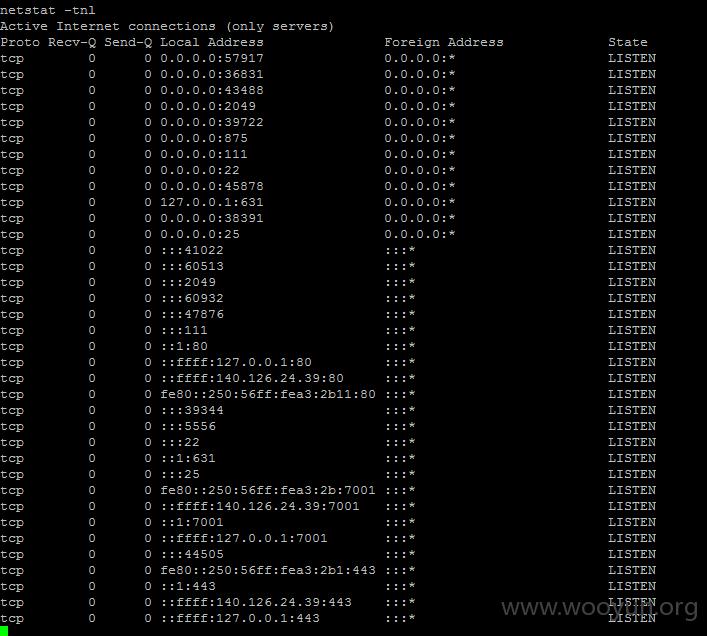 netstat -tnl
Active Internet connections (only servers)
Proto Recv-Q Send-Q Local Address Foreign Address State
tcp 0 0 0.0.0.0:57917 0.0.0.0:* LISTEN
tcp 0 0 0.0.0.0:36831 0.0.0.0:* LISTEN
tcp 0 0 0.0.0.0:43488 0.0.0.0:* LISTEN
tcp 0 0 0.0.0.0:2049 0.0.0.0:* LISTEN
tcp 0 0 0.0.0.0:39722 0.0.0.0:* LISTEN
tcp 0 0 0.0.0.0:875 0.0.0.0:* LISTEN
tcp 0 0 0.0.0.0:111 0.0.0.0:* LISTEN
tcp 0 0 0.0.0.0:22 0.0.0.0:* LISTEN
tcp 0 0 0.0.0.0:45878 0.0.0.0:* LISTEN
tcp 0 0 127.0.0.1:631 0.0.0.0:* LISTEN
tcp 0 0 0.0.0.0:38391 0.0.0.0:* LISTEN
tcp 0 0 0.0.0.0:25 0.0.0.0:* LISTEN
tcp 0 0 :::41022 :::* LISTEN
tcp 0 0 :::60513 :::* LISTEN
tcp 0 0 :::2049 :::* LISTEN
tcp 0 0 :::60932 :::* LISTEN
tcp 0 0 :::47876 :::* LISTEN
tcp 0 0 :::111 :::* LISTEN
tcp 0 0 ::1:80 :::* LISTEN
tcp 0 0 ::ffff:127.0.0.1:80 :::* LISTEN
tcp 0 0 ::ffff:140.126.24.39:80 :::* LISTEN
tcp 0 0 fe80::250:56ff:fea3:2b11:80 :::* LISTEN
tcp 0 0 :::39344 :::* LISTEN
tcp 0 0 :::5556 :::* LISTEN
tcp 0 0 :::22 :::* LISTEN
tcp 0 0 ::1:631 :::* LISTEN
tcp 0 0 :::25 :::* LISTEN
tcp 0 0 fe80::250:56ff:fea3:2b:7001 :::* LISTEN
tcp 0 0 ::ffff:140.126.24.39:7001 :::* LISTEN
tcp 0 0 ::1:7001 :::* LISTEN
tcp 0 0 ::ffff:127.0.0.1:7001 :::* LISTEN
tcp 0 0 :::44505 :::* LISTEN
tcp 0 0 fe80::250:56ff:fea3:2b1:443 :::* LISTEN
tcp 0 0 ::1:443 :::* LISTEN
tcp 0 0 ::ffff:140.126.24.39:443 :::* LISTEN
tcp 0 0 ::ffff:127.0.0.1:443 :::* LISTEN
www.wooyun.org